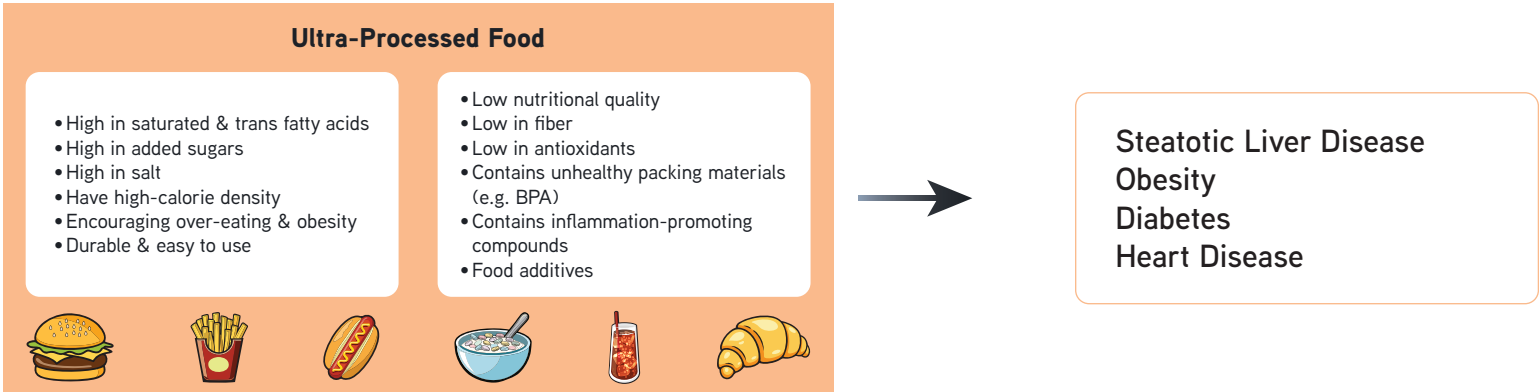 Ultra-Processed Food
• High in saturated & trans fatty acids
• High in added sugars
• High in salt
• Have high-calorie density
• Encouraging over-eating & obesity
• Durable & easy to use
• Low nutritional quality
• Low in fiber
• Low in antioxidants
• Contains unhealthy packing materials
(e.g. BPA)
• Contains inflammation-promoting
compounds
• Food additives
Steatotic Liver Disease
Obesity
Diabetes
Heart Disease